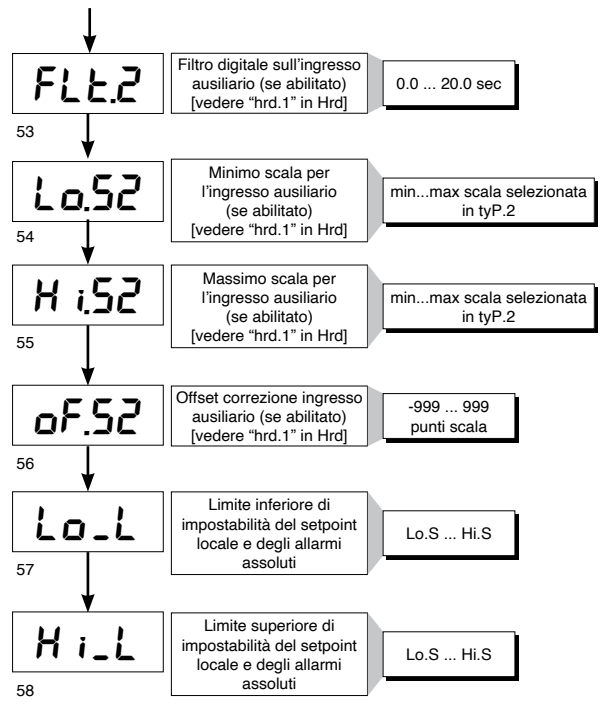 FLt.2
Filtro digitale sull'ingresso
ausiliario (se abilitato)
[vedere "hrd.1" in Hrd]
0.0 ... 20.0 sec
53
Lo.S2
Minimo scala per
l'ingresso ausiliario
(se abilitato)
[vedere "hrd.1" in Hrd]
min...max scala selezionata
in tyP.2
54
Hi.S2
Massimo scala per
l'ingresso ausiliario
(se abilitato)
[vedere "hrd.1" in Hrd]
min...max scala selezionata
in tyP.2
55
oF.S2
Offset correzione ingresso
ausiliario (se abilitato)
[vedere "hrd.1" in Hrd]
-999 ... 999
punti scala
56
Lo_L
Limite inferiore di
impostabilità del setpoint
locale e degli allarmi
assoluti
Lo.S ... Hi.S
57
Hi_L
Limite superiore di
impostabilità del setpoint
locale e degli allarmi
assoluti
Lo.S ... Hi.S
58